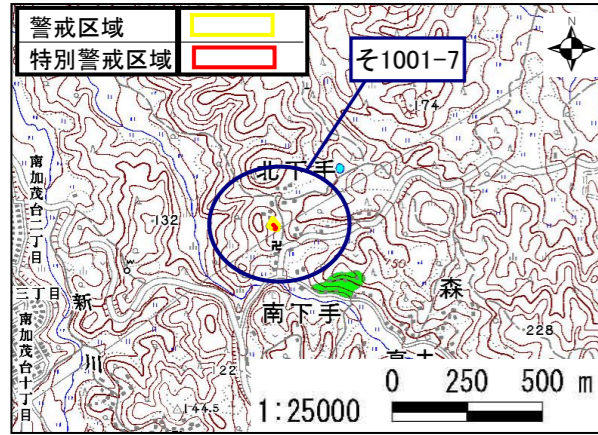 警戒区域
特別警戒区域
そ1001-7
N
174
北下手
南加茂台二丁目
132
w
三丁目
新
川
南加茂台十丁目
150
森
南下手
228
22
144.5
0 250 500 m
1:25000